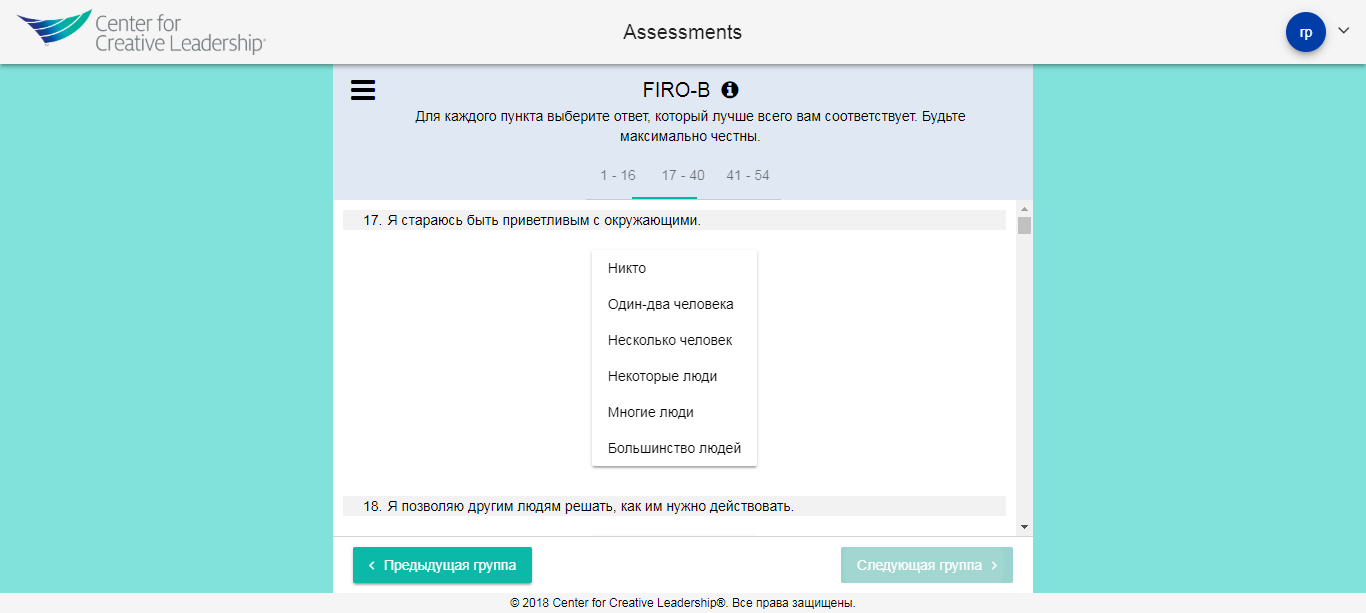 Center for
Creative Leadership®
Assessments
гр
FIRO-B
Для каждого пункта выберите ответ, который лучше всего вам соответствует. Будьте
максимально честны.
1 - 16 17 - 40 41 - 54
17. Я стараюсь быть приветливым с окружающими.
Никто
Один-два человека
Несколько человек
Некоторые люди
Многие люди
Большинство людей
18. Я позволяю другим людям решать, как им нужно действовать.
Предыдущая группа
Следующая группа
© 2018 Center for Creative Leadership®. Все права защищены.